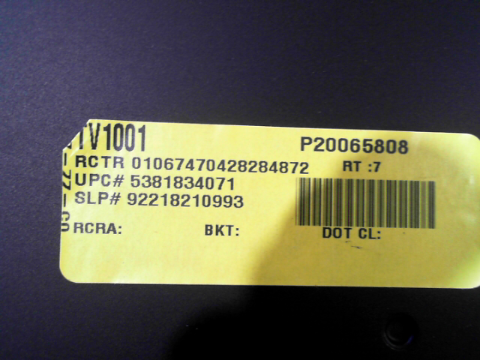 TV1001 P20065808
RCTR 01067470428284872 RT :7
UPC# 5381834071
SLP# 92218210993
RCRA: BKT: DOT CL: